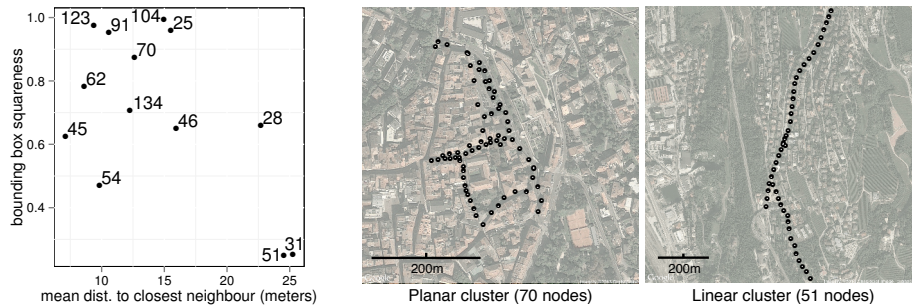 bounding box squareness
1.0
0.8
0.6
0.4
123
91
104
25
70
62
134
45
46
28
54
51
31
10
15
20
25
mean dist. to closest neighbour (meters)
200m
Google
Planar cluster (70 nodes)
200m
Google
Linear cluster (51 nodes)